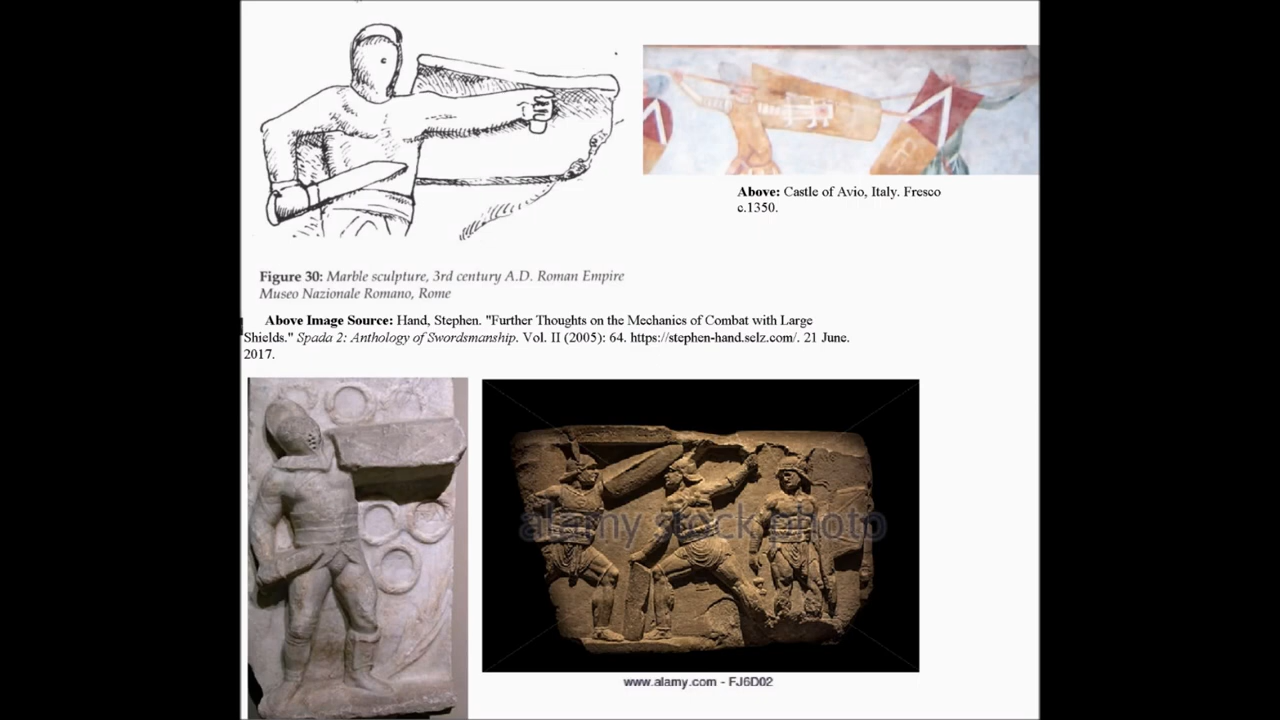 Above: Castle of Avio, Italy. Fresco
c.1350.
Figure 30: Marble sculpture, 3rd century A.D. Roman Empire
Museo Nazionale Romano, Rome
Above Image Source: Hand, Stephen. "Further Thoughts on the Mechanics of Combat with Large
Shields." Spada 2: Anthology of Swordsmanship. Vol. II (2005): 64. https://stephen-hand.selz.com/. 21 June.
2017.
alamy stock photo
www.alamy.com - FJ6D02